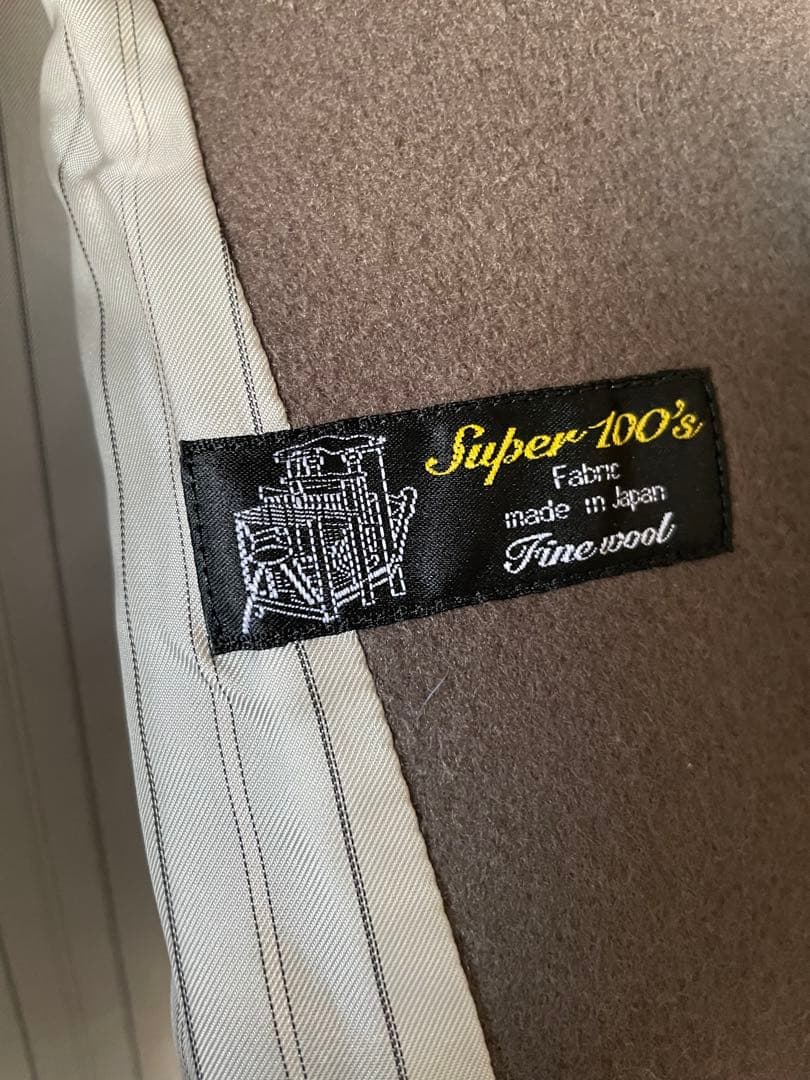 Super 100's
Fabric
made in Japan
Fine wool